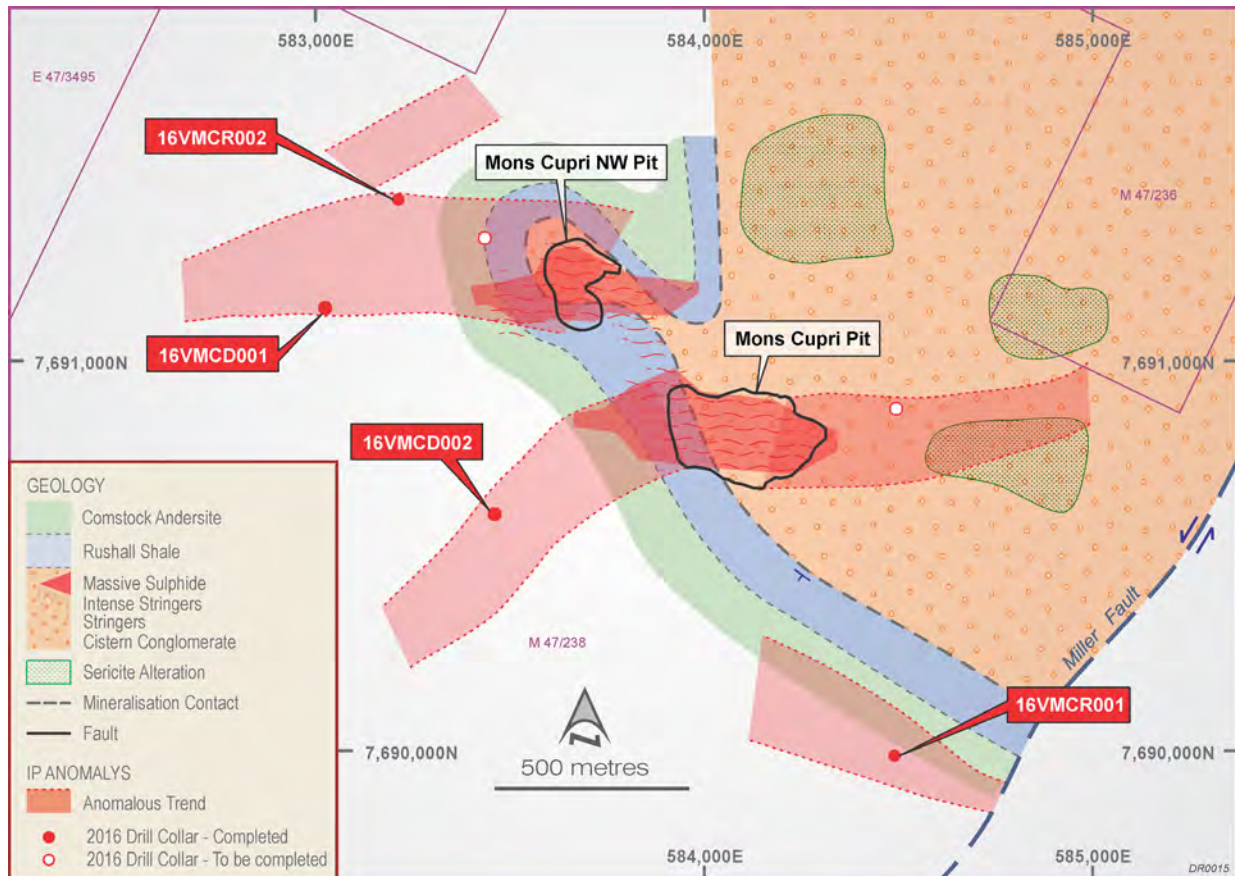 583,000E
584,000E
585,000E
E 47/3495
16VMCR002
Mons Cupri NW Pit
M 47/236
16VMCD001
7,691,000N
Mons Cupri Pit
7,691,000N
16VMCD002
GEOLOGY
Comstock Andersite
Rushall Shale
Massive Sulphide
Intense Stringers
Stringers
Cistern Conglomerate
Sericite Alteration
Mineralisation Contact
Fault
IP ANOMALYS
Anomalous Trend
2016 Drill Collar - Completed
2016 Drill Collar - To be completed
M 47/238
Miller Fault
16VMCR001
N
7,690,000N
7,690,000N
500 metres
584,000E
585,000E
DR0015